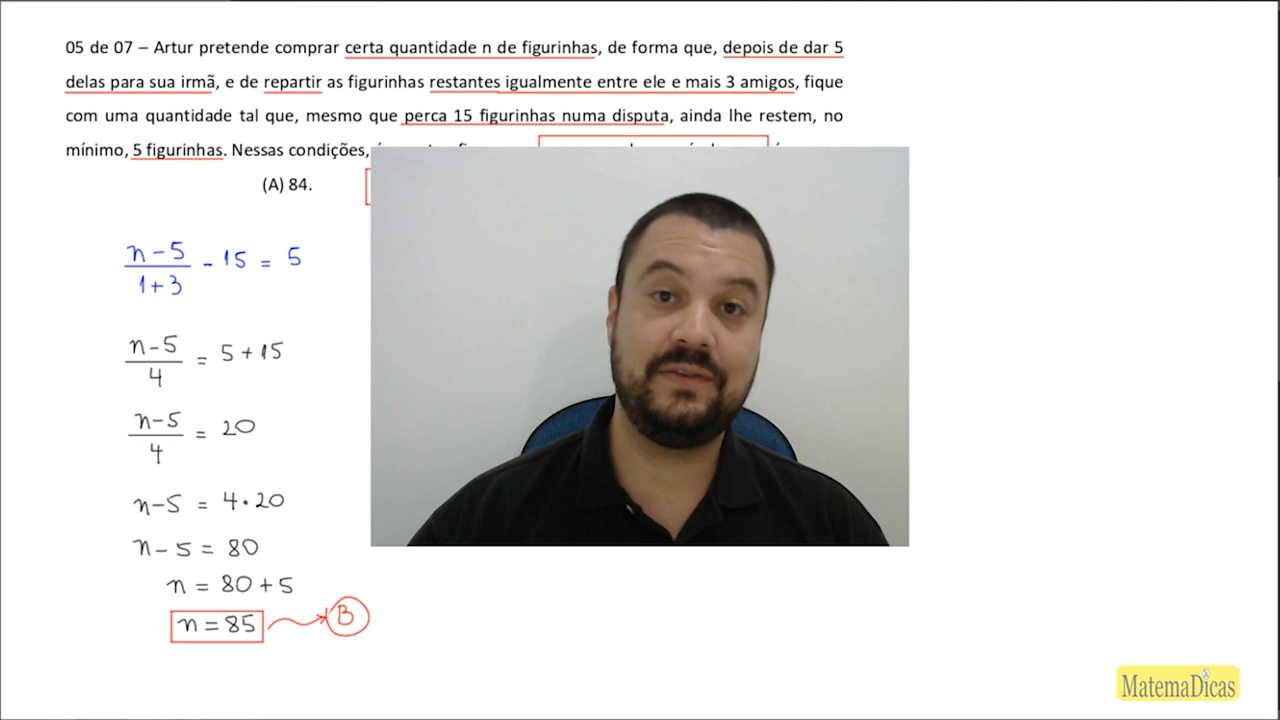 05 de 07 – Artur pretende comprar certa quantidade n de figurinhas, de forma que, depois de dar 5
delas para sua irmã, e de repartir as figurinhas restantes igualmente entre ele e mais 3 amigos, fique
com uma quantidade tal que, mesmo que perca 15 figurinhas numa disputa, ainda lhe restem, no
mínimo, 5 figurinhas. Nessas condições,
(A) 84.
n-5
— - 15 = 5
1+3
n-5
— = 5+15
4
n-5
— = 20
4
n-5 = 4·20
n-5 = 80
n = 80+5
n = 85 B
MatemaDicas